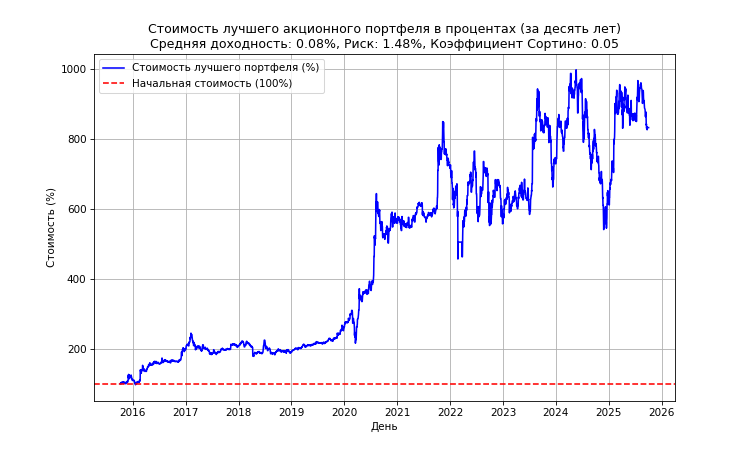 Стоимость лучшего акционного портфеля в процентах (за десять лет)
Средняя доходность: 0.08%, Риск: 1.48%, Коэффициент Сортино: 0.05
Стоимость лучшего портфеля (%)
Начальная стоимость (100%)
Стоимость (%)
1000
800
600
400
200
2016 2017 2018 2019 2020 2021 2022 2023 2024 2025 2026
День